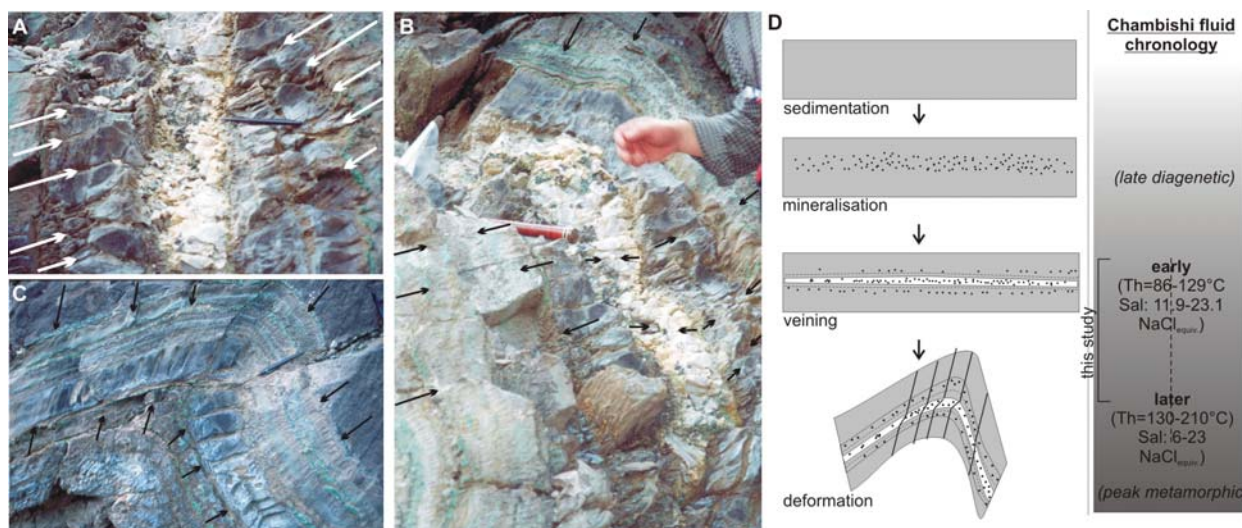 A
B
C
D
sedimentation
mineralisation
veining
deformation
this study
Chambishi fluid
chronology
(late diagenetic)
early
(Th=86-129°C
Sal: 11.9-23.1
NaClequiv.)
later
(Th=130-210°C)
Sal: 6-23
NaClequiv.)
(peak metamorphic)